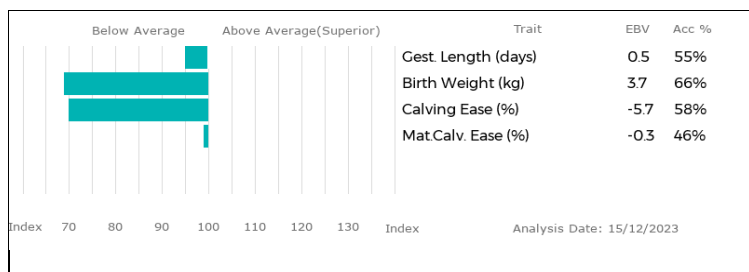 Below Average Above Average(Superior) Trait EBV Acc %
Gest. Length (days) 0.5 55%
Birth Weight (kg) 3.7 66%
Calving Ease (%) -5.7 58%
Mat.Calv. Ease (%) -0.3 46%
Index 70 80 90 100 110 120 130 Index Analysis Date: 15/12/2023